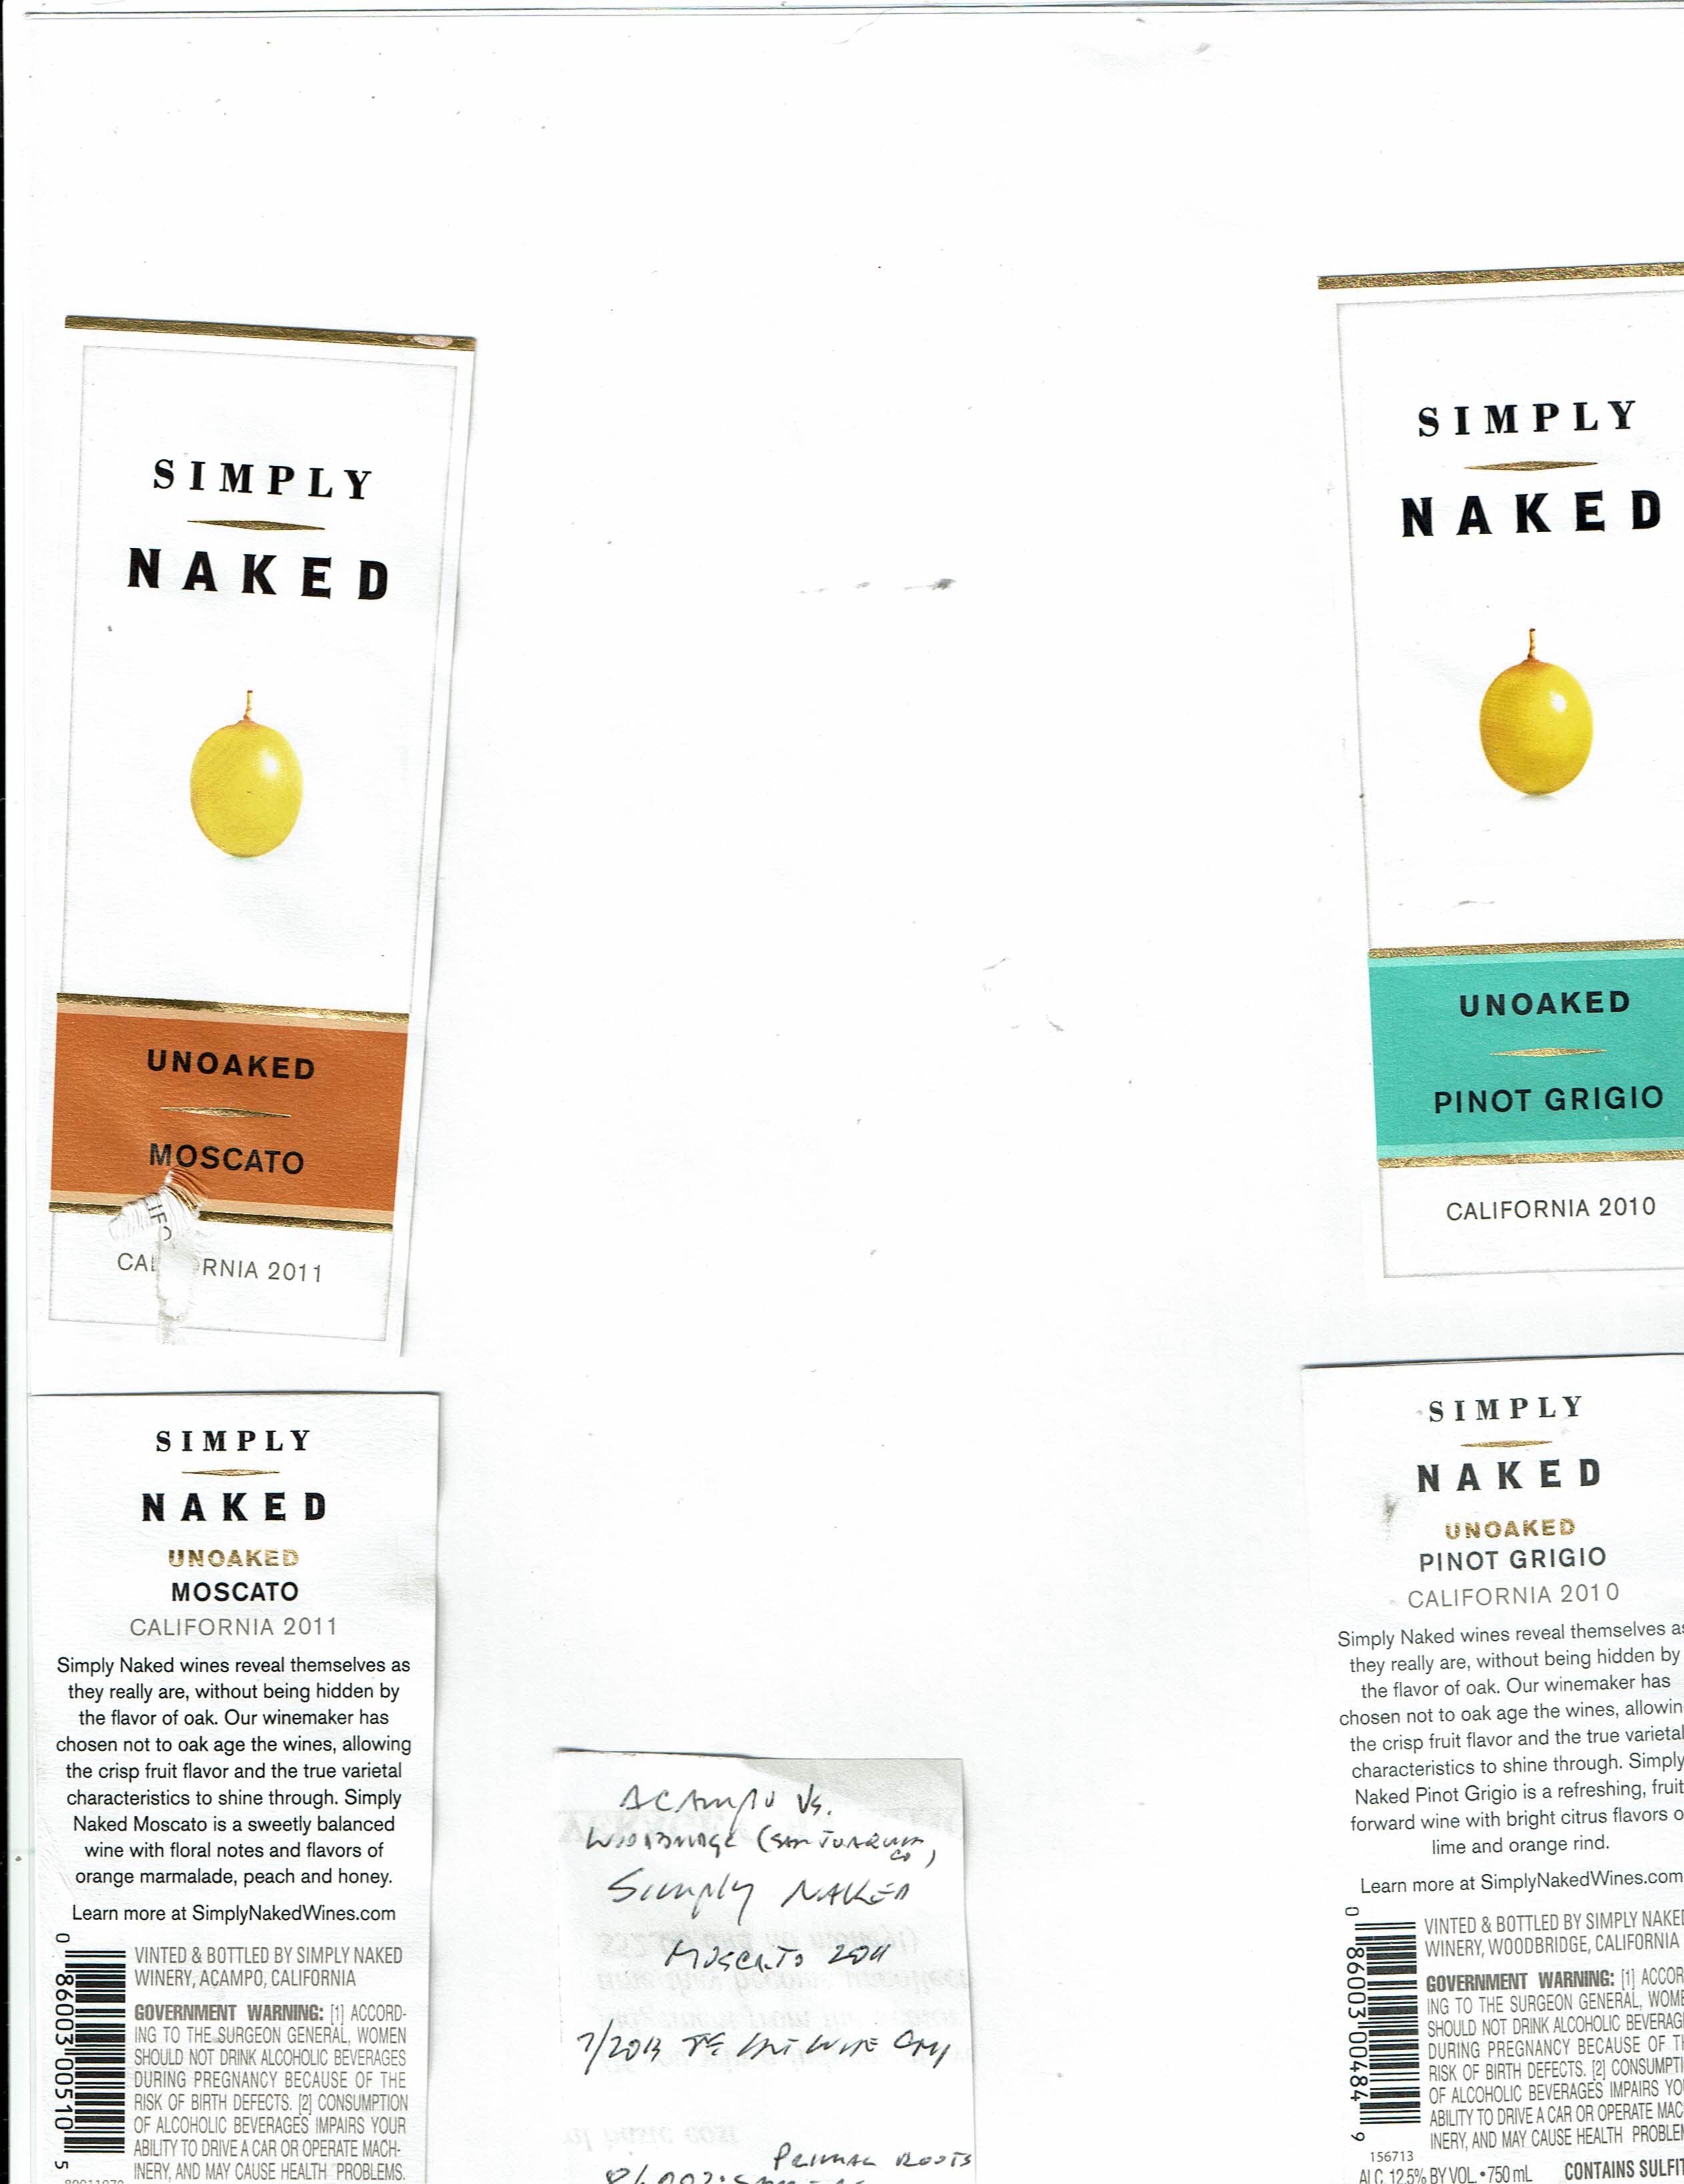 SIMPLY
NAKED
UNOAKED
MOSCATO
IFO
CAL RNIA 2011
SIMPLY
NAKED
UNOAKED
MOSCATO
CALIFORNIA 2011
Simply Naked wines reveal themselves as
they really are, without being hidden by
the flavor of oak. Our winemaker has
chosen not to oak age the wines, allowing
the crisp fruit flavor and the true varietal
characteristics to shine through. Simply
Naked Moscato is a sweetly balanced
wine with floral notes and flavors of
orange marmalade, peach and honey.
Learn more at SimplyNakedWines.com
0 86003 00510 5
VINTED & BOTTLED BY SIMPLY NAKED
WINERY, ACAMPO, CALIFORNIA
GOVERNMENT WARNING: [1] ACCORD-
ING TO THE SURGEON GENERAL, WOMEN
SHOULD NOT DRINK ALCOHOLIC BEVERAGES
DURING PREGNANCY BECAUSE OF THE
RISK OF BIRTH DEFECTS. [2] CONSUMPTION
OF ALCOHOLIC BEVERAGES IMPAIRS YOUR
ABILITY TO DRIVE A CAR OR OPERATE MACH-
INERY, AND MAY CAUSE HEALTH PROBLEMS.
ACAMPO VS.
WOODBRIDGE (SAN JOAQUIN
CO)
Simply NAKED
MOSCATO 2011
7/2013
PRIMAL ROOTS
SIMPLY
NAKED
UNOAKED
PINOT GRIGIO
CALIFORNIA 2010
SIMPLY
NAKED
UNOAKED
PINOT GRIGIO
CALIFORNIA 2010
Simply Naked wines reveal themselves as
they really are, without being hidden by
the flavor of oak. Our winemaker has
chosen not to oak age the wines, allowin
the crisp fruit flavor and the true varietal
characteristics to shine through. Simply
Naked Pinot Grigio is a refreshing, fruit
forward wine with bright citrus flavors o
lime and orange rind.
Learn more at SimplyNakedWines.com
0 86003 00484 9
VINTED & BOTTLED BY SIMPLY NAKED
WINERY, WOODBRIDGE, CALIFORNIA
GOVERNMENT WARNING: [1] ACCOR
ING TO THE SURGEON GENERAL, WOME
SHOULD NOT DRINK ALCOHOLIC BEVERAG
DURING PREGNANCY BECAUSE OF TH
RISK OF BIRTH DEFECTS. [2] CONSUMPTI
OF ALCOHOLIC BEVERAGES IMPAIRS YO
ABILITY TO DRIVE A CAR OR OPERATE MAC
INERY, AND MAY CAUSE HEALTH PROBLEM
156713
ALC. 12.5% BY VOL. • 750 mL CONTAINS SULFIT